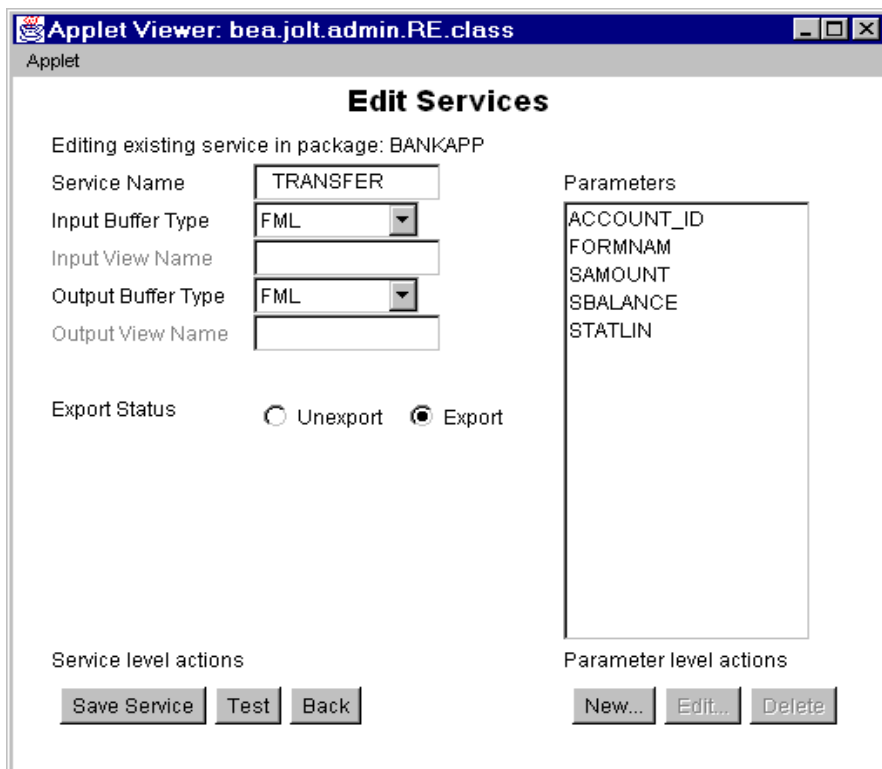 Applet Viewer: bea.jolt.admin.RE.class
Applet
Edit Services
Editing existing service in package: BANKAPP
Service Name TRANSFER
Input Buffer Type FML
Input View Name
Output Buffer Type FML
Output View Name
Export Status Unexport Export
Parameters
ACCOUNT_ID
FORMNAM
SAMOUNT
SBALANCE
STATLIN
Service level actions
Save Service Test Back
Parameter level actions
New... Edit... Delete